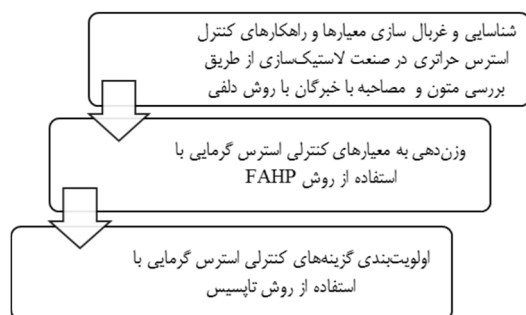 شناسایی و غربال سازی معیارها و راهکارهای کنترل
استرس حرارتی در صنعت لاستیک‌سازی از طریق
بررسی متون و مصاحبه با خبرگان با روش دلفی
وزن‌دهی به معیارهای کنترلی استرس گرمایی با
استفاده از روش FAHP
اولویت‌بندی گزینه‌های کنترلی استرس گرمایی با
استفاده از روش تاپسیس